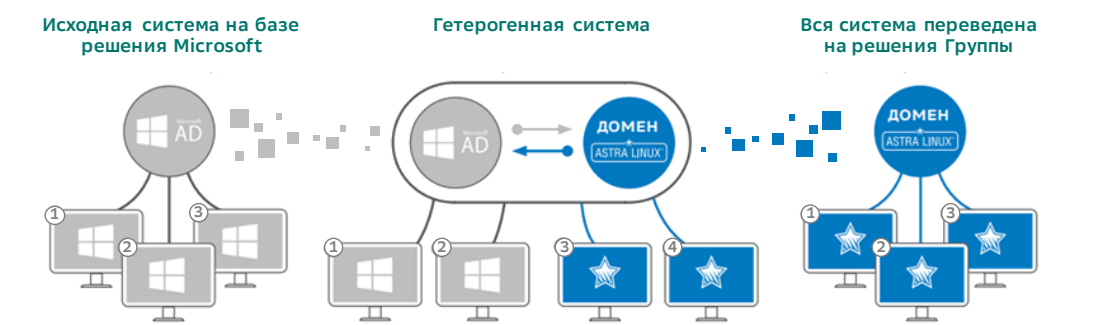 Исходная система на базе
решения Microsoft
Гетерогенная система
Вся система переведена
на решения Группы
Microsoft
AD
1
2
3
Microsoft
AD
ДОМЕН
ASTRA LINUX
1
2
3
4
ДОМЕН
ASTRA LINUX
1
2
3